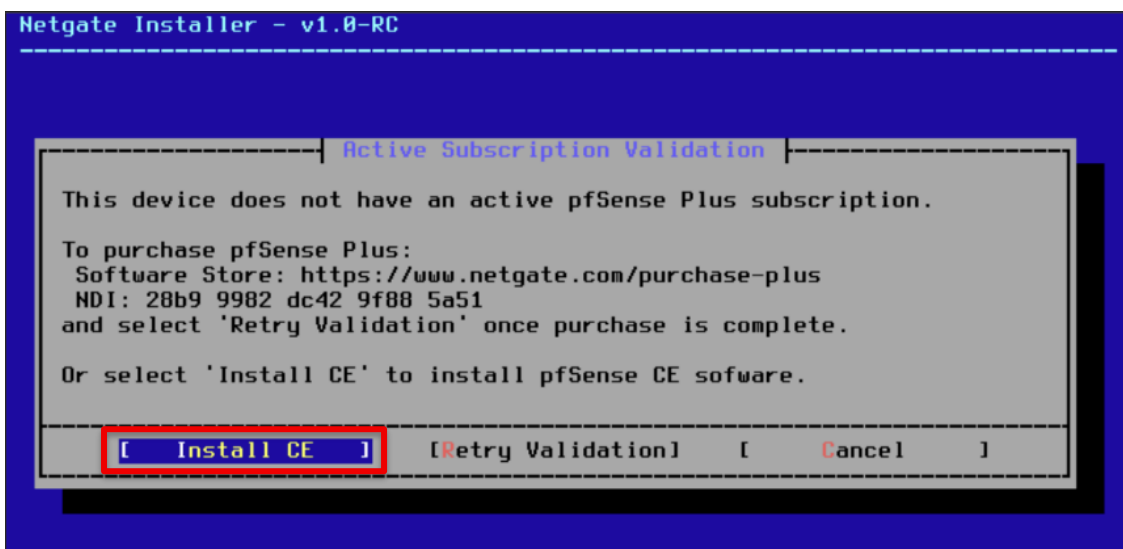 Netgate Installer - v1.0-RC
Active Subscription Validation
This device does not have an active pfSense Plus subscription.
To purchase pfSense Plus:
Software Store: https://www.netgate.com/purchase-plus
NDI: 28b9 9982 dc42 9f88 5a51
and select 'Retry Validation' once purchase is complete.
Or select 'Install CE' to install pfSense CE sofware.
[ Install CE ] [Retry Validation] [ Cancel ]